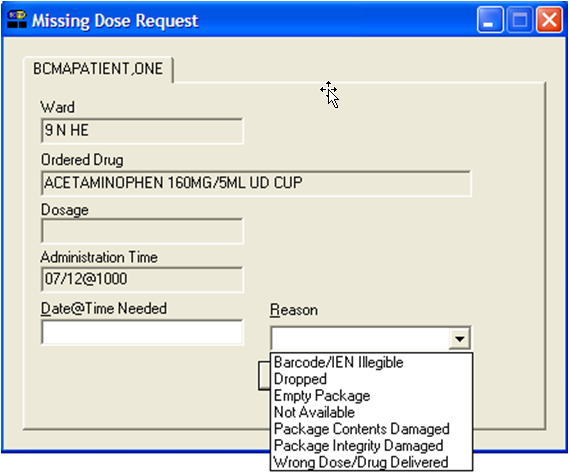 Missing Dose Request
BCMAPATIENT,ONE
Ward
9 N HE
Ordered Drug
ACETAMINOPHEN 160MG/5ML UD CUP
Dosage
Administration Time
07/12@1000
Date@Time Needed
Reason
Barcode/IEN Illegible
Dropped
Empty Package
Not Available
Package Contents Damaged
Package Integrity Damaged
Wrong Dose/Drug Delivered